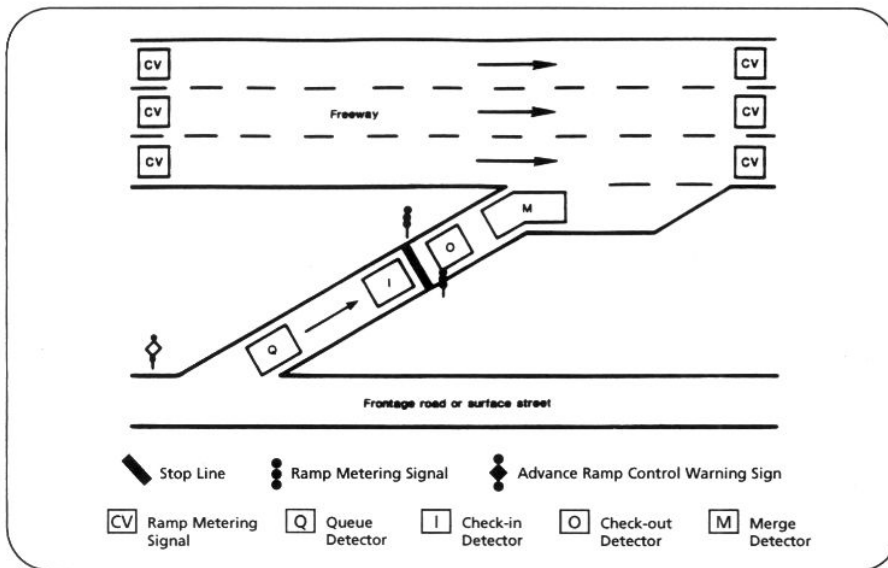 CV
CV
Freeway
CV
CV
CV
CV
M
O
I
Q
Frontage road or surface street
Stop Line
Ramp Metering Signal
Advance Ramp Control Warning Sign
CV Ramp Metering
Signal
Q Queue
Detector
I Check-in
Detector
O Check-out
Detector
M Merge
Detector